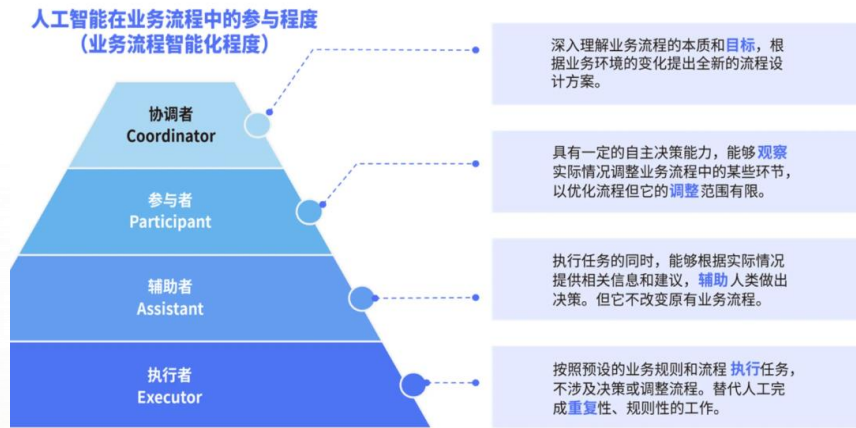 人工智能在业务流程中的参与程度
（业务流程智能化程度）
协调者
Coordinator
深入理解业务流程的本质和目标，根
据业务环境的变化提出全新的流程设
计方案。
参与者
Participant
具有一定的自主决策能力，能够观察
实际情况调整业务流程中的某些环节，
以优化流程但它的调整范围有限。
辅助者
Assistant
执行任务的同时，能够根据实际情况
提供相关信息和建议，辅助人类做出
决策。但它不改变原有业务流程。
执行者
Executor
按照预设的业务规则和流程 执行任务，
不涉及决策或调整流程。替代人工完
成重复性、规则性的工作。